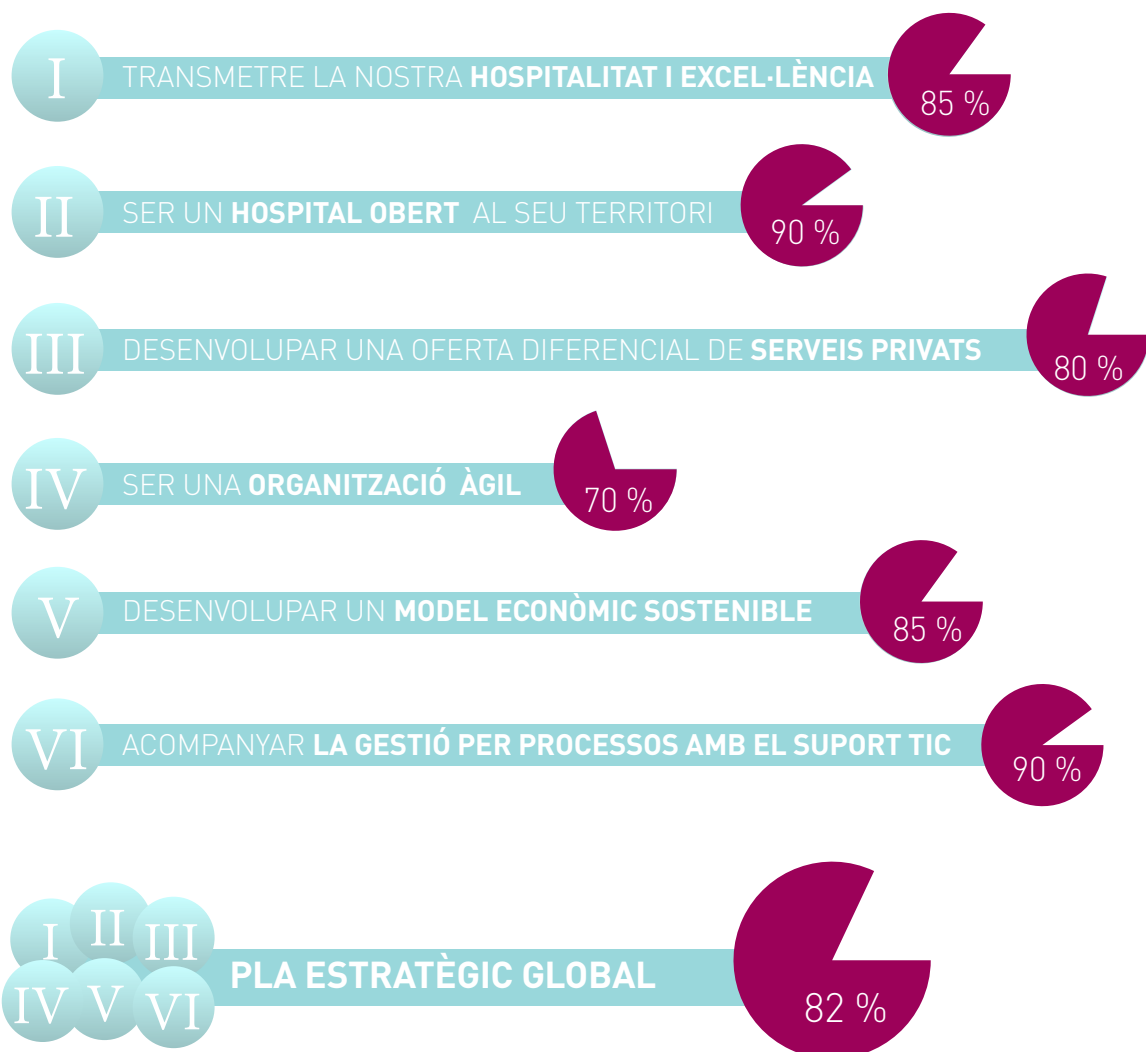 I TRANSMETRE LA NOSTRA HOSPITALITAT I EXCEL·LÈNCIA 85 %
II SER UN HOSPITAL OBERT AL SEU TERRITORI 90 %
III DESENVOLUPAR UNA OFERTA DIFERENCIAL DE SERVEIS PRIVATS 80 %
IV SER UNA ORGANITZACIÓ ÀGIL 70 %
V DESENVOLUPAR UN MODEL ECONÒMIC SOSTENIBLE 85 %
VI ACOMPANYAR LA GESTIÓ PER PROCESSOS AMB EL SUPORT TIC 90 %
I II III
IV V VI
PLA ESTRATÈGIC GLOBAL
82 %